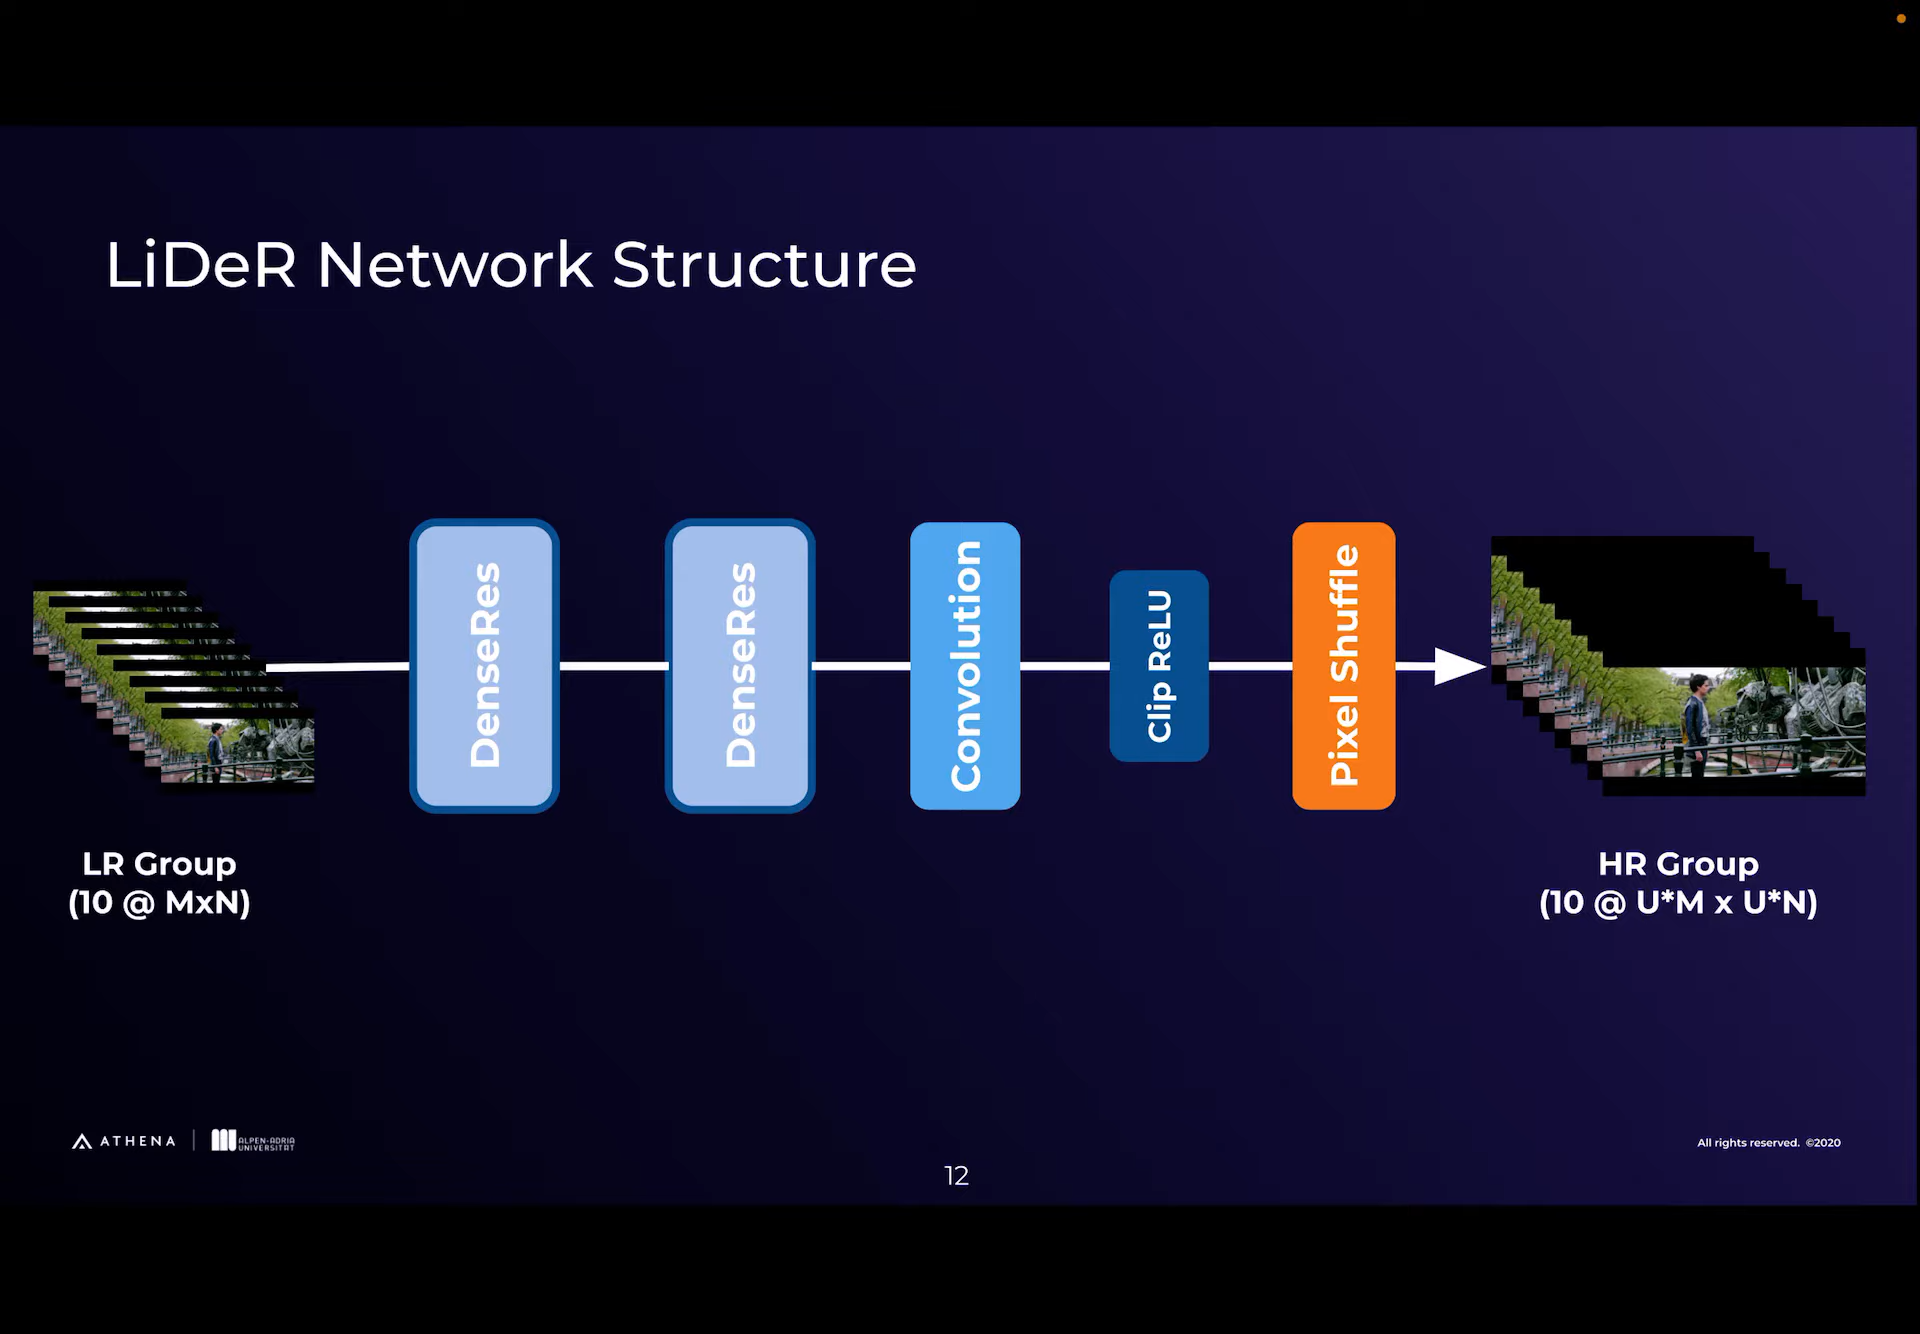 LiDeR Network Structure
DenseRes
DenseRes
Convolution
Clip ReLU
Pixel Shuffle
LR Group
(10 @ MxN)
HR Group
(10 @ U*M x U*N)
ATHENA
ALPEN-ADRIA
UNIVERSITÄT
All rights reserved. ©2020
12